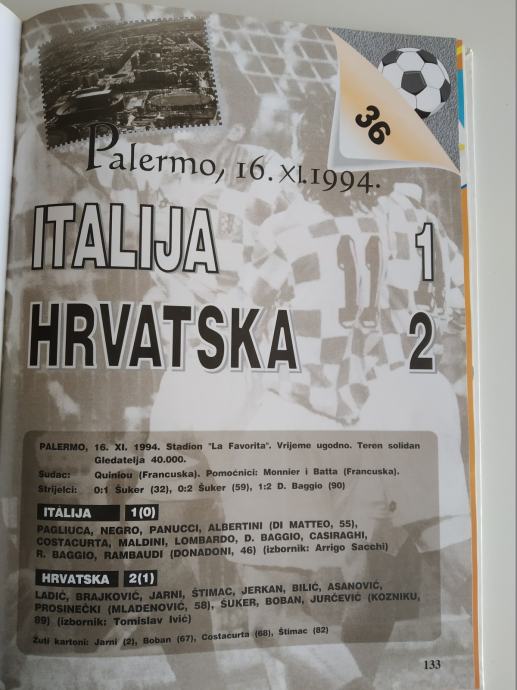 36
Palermo, 16. XI.1994.
ITALIJA 1
HRVATSKA 2
PALERMO, 16. XI. 1994. Stadion "La Favorita". Vrijeme ugodno. Teren solidan
Gledatelja 40.000.
Sudac: Quiniou (Francuska). Pomoćnici: Monnier i Batta (Francuska).
Strijelci: 0:1 Šuker (32), 0:2 Šuker (59), 1:2 D. Baggio (90)
ITALIJA 1(0)
PAGLIUCA, NEGRO, PANUCCI, ALBERTINI (DI MATTEO, 55),
COSTACURTA, MALDINI, LOMBARDO, D. BAGGIO, CASIRAGHI,
R. BAGGIO, RAMBAUDI (DONADONI, 46) (izbornik: Arrigo Sacchi)
HRVATSKA 2(1)
LADIĆ, BRAJKOVIĆ, JARNI, ŠTIMAC, JERKAN, BILIĆ, ASANOVIĆ,
PROSINEČKI (MLADENOVIĆ, 58), ŠUKER, BOBAN, JURČEVIĆ (KOZNIKU,
89) (izbornik: Tomislav Ivić)
Žuti kartoni: Jarni (2), Boban (67), Costacurta (68), Štimac (82)
133